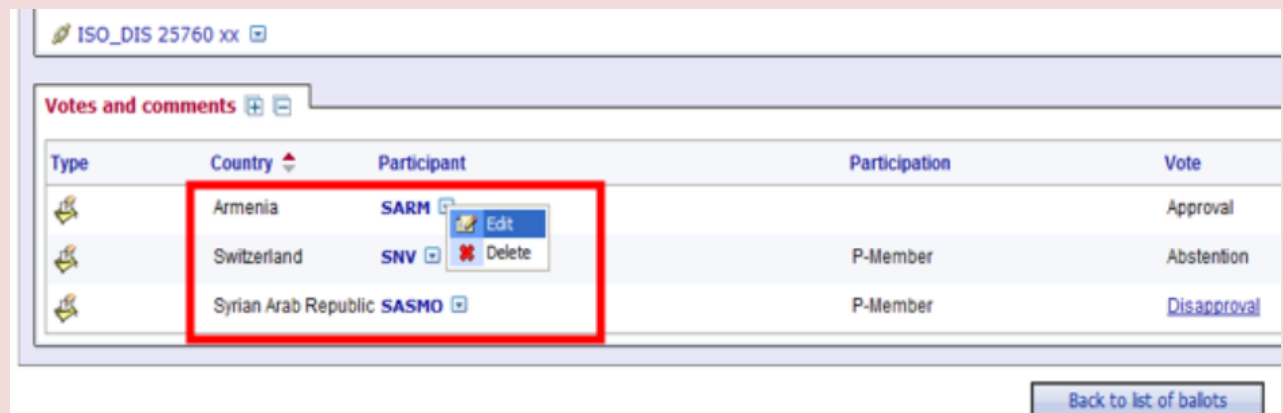 ISO_DIS 25760 xx
Votes and comments
Type Country Participant Participation Vote
Armenia SARM Approval
Edit
Switzerland SNV P-Member Abstention
Delete
Syrian Arab Republic SASMO P-Member Disapproval
Back to list of ballots